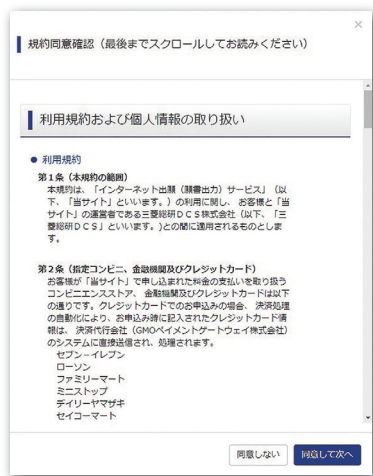 ×
規約同意確認（最後までスクロールしてお読みください）
利用規約および個人情報の取り扱い
● 利用規約
第１条（本規約の範囲）
本規約は、「インターネット出願（願書出力）サービス」（以
下、「当サイト」といいます。）の利用に関し、お客様と「当
サイト」の運営者である三菱総研ＤＣＳ株式会社（以下、「三
菱総研ＤＣＳ」といいます。)との間に適用されるものとしま
す。
第２条（指定コンビニ、金融機関及びクレジットカード）
お客様が「当サイト」で申し込まれた料金の支払いを取り扱う
コンビニエンスストア、 金融機関及びクレジットカードは以下
の通りです。クレジットカードでのお申込みの場合、 決済処理
の自動化により、お申込み時に記入されたクレジットカード情
報は、 決済代行会社（GMOペイメントゲートウェイ株式会社）
のシステムに直接送信され、処理されます。
セブン－イレブン
ローソン
ファミリーマート
ミニストップ
デイリーヤマザキ
セイコーマート
同意しない
同意して次へ